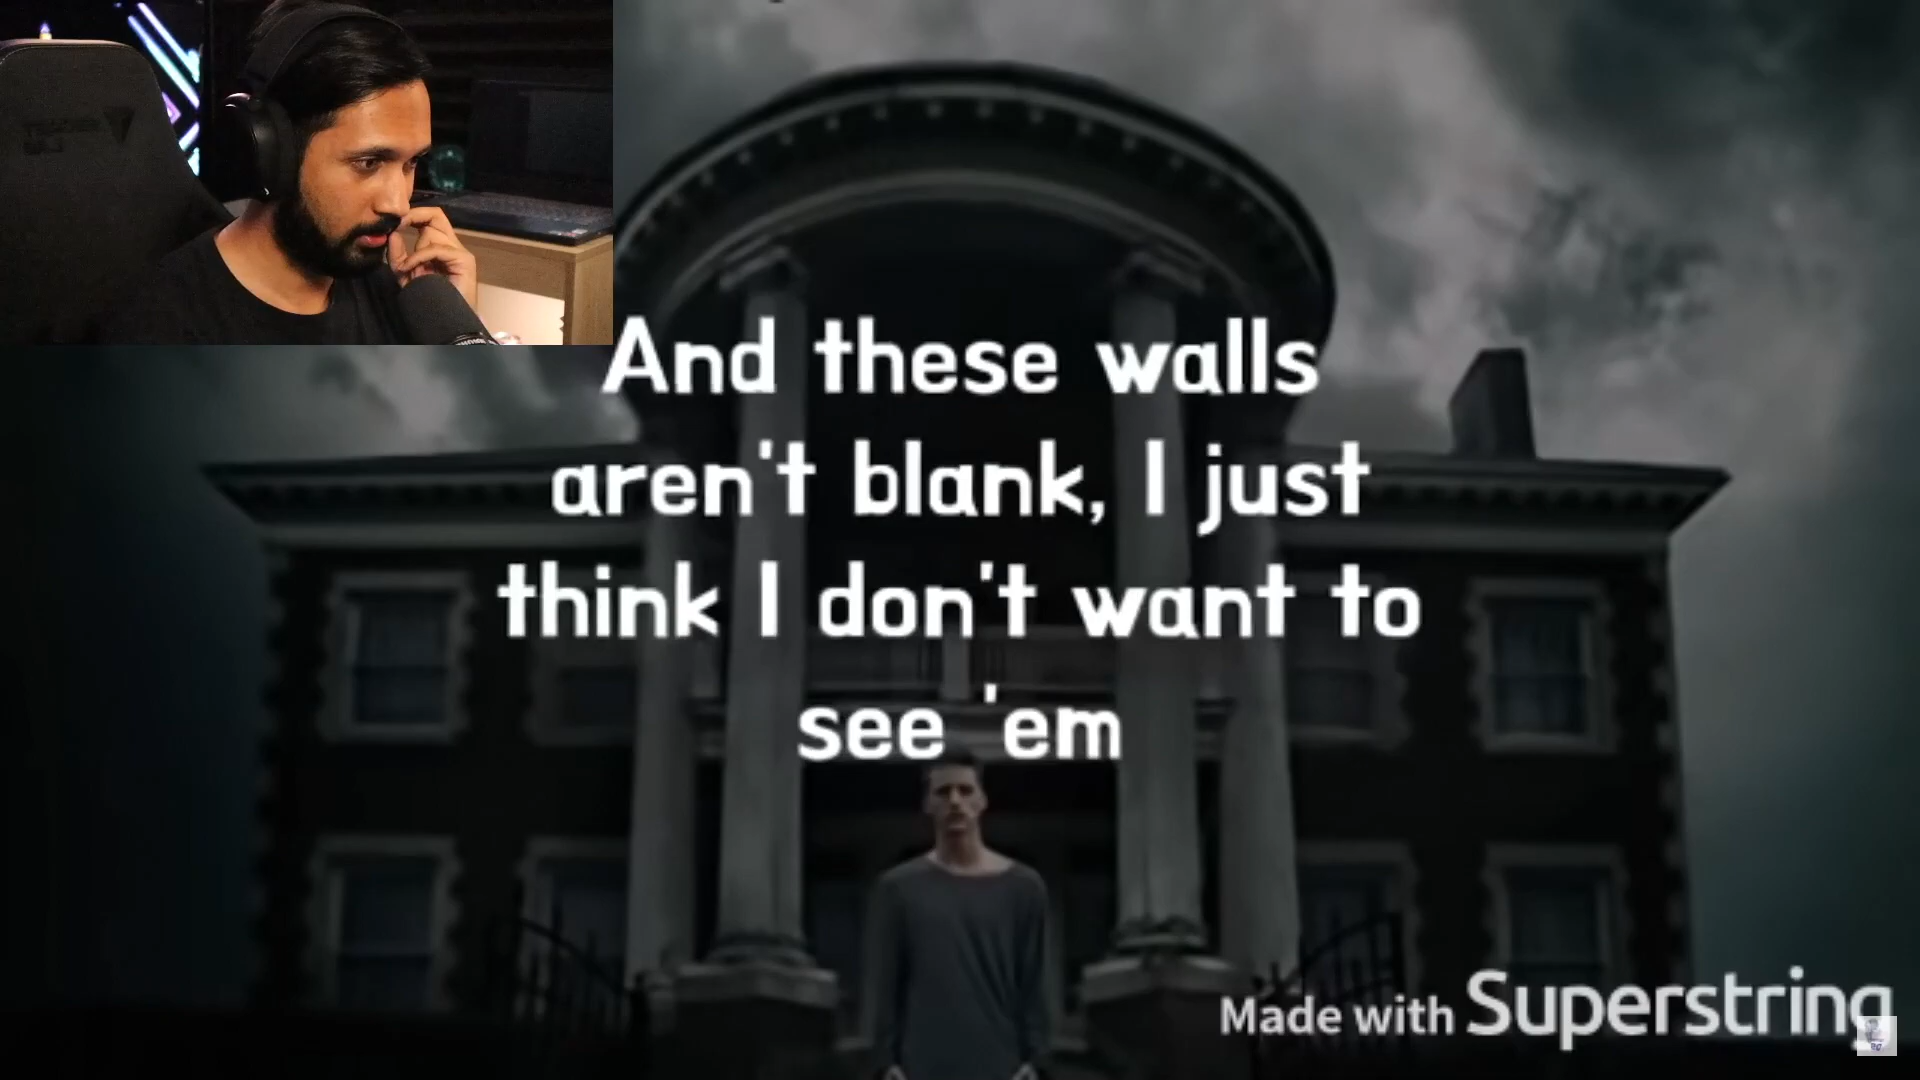 And these walls
aren't blank, I just
think I don't want to
see 'em
Made with Superstring